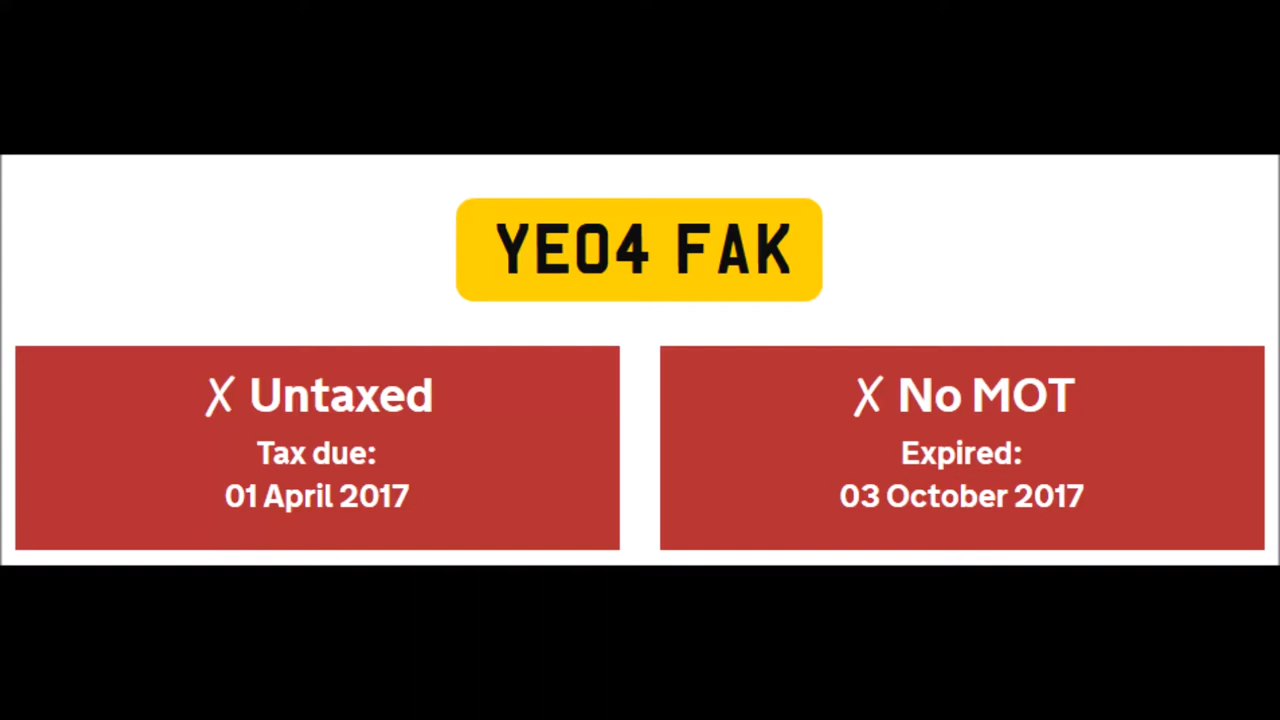 YE04 FAK
✗ Untaxed
Tax due:
01 April 2017
✗ No MOT
Expired:
03 October 2017